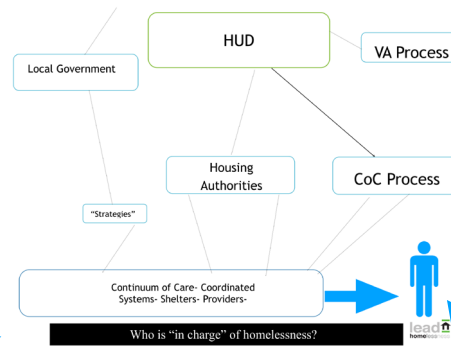 HUD
VA Process
Local Government
Housing
Authorities
CoC Process
“Strategies”
Continuum of Care- Coordinated
Systems- Shelters- Providers-
Who is “in charge” of homelessness?
lead
homelessness